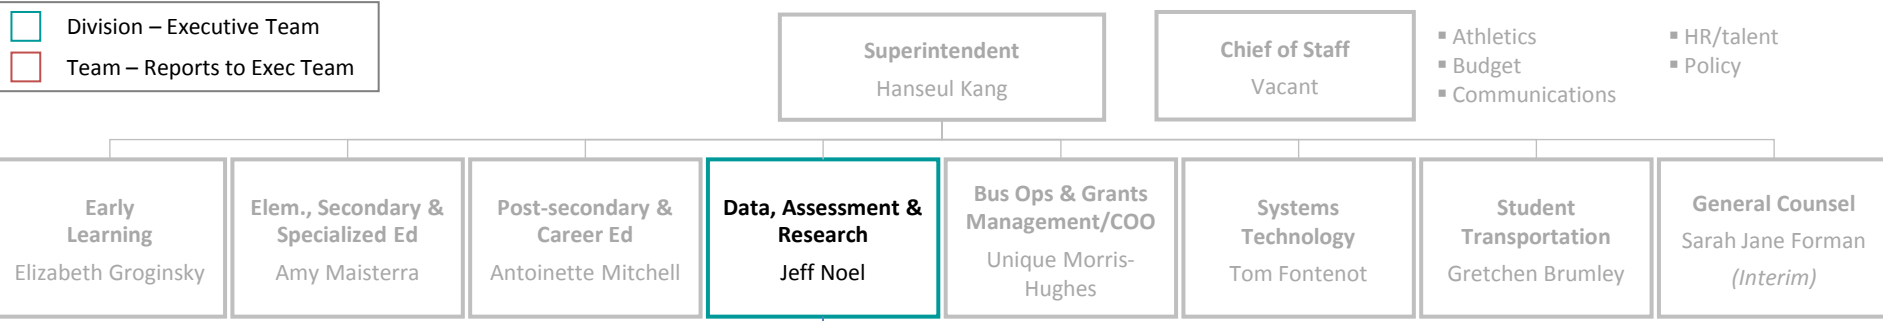 Division – Executive Team
Team – Reports to Exec Team
Superintendent
Hanseul Kang
Chief of Staff
Vacant
▪ Athletics
▪ Budget
▪ Communications
▪ HR/talent
▪ Policy
Early
Learning
Elizabeth Groginsky
Elem., Secondary &
Specialized Ed
Amy Maisterra
Post-secondary &
Career Ed
Antoinette Mitchell
Data, Assessment &
Research
Jeff Noel
Bus Ops & Grants
Management/COO
Unique Morris-
Hughes
Systems
Technology
Tom Fontenot
Student
Transportation
Gretchen Brumley
General Counsel
Sarah Jane Forman
(Interim)